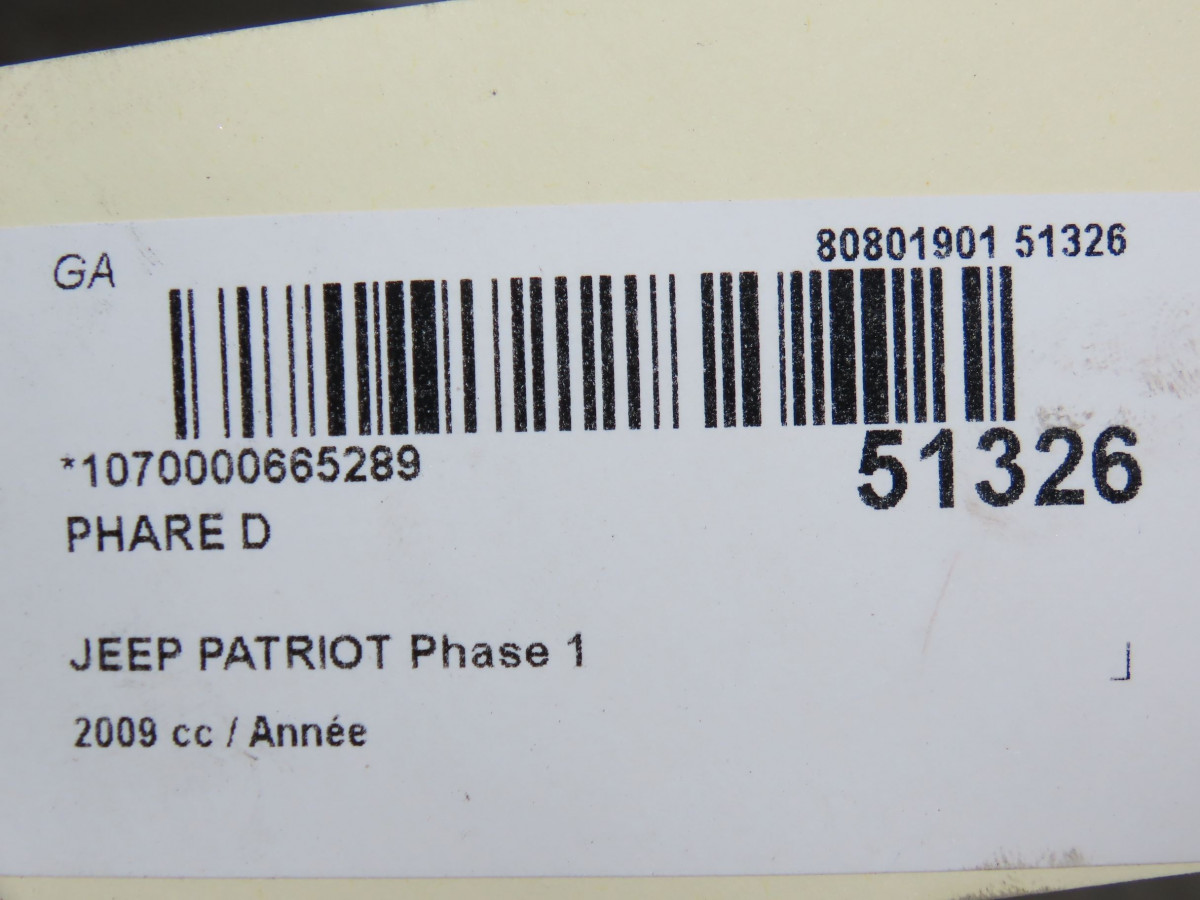 GA
80801901 51326
*1070000665289
51326
PHARE D
JEEP PATRIOT Phase 1
2009 cc / Année